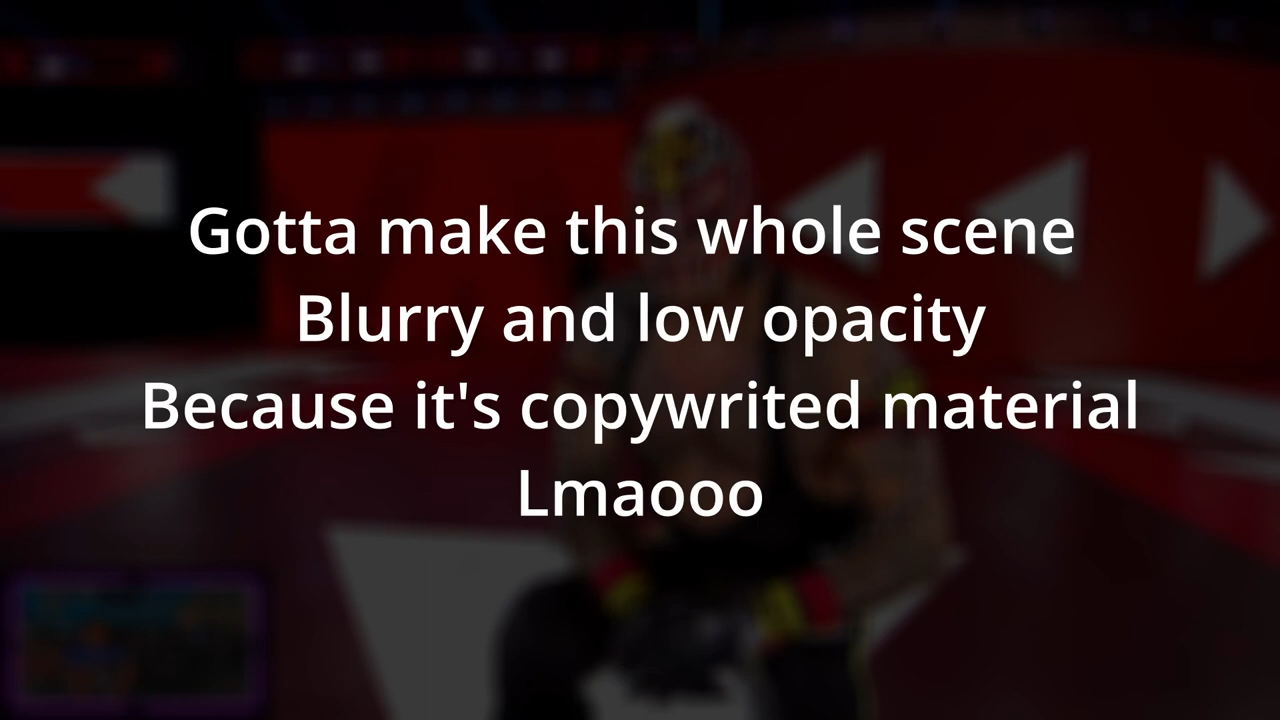 Gotta make this whole scene
Blurry and low opacity
Because it's copywrited material
Lmaooo